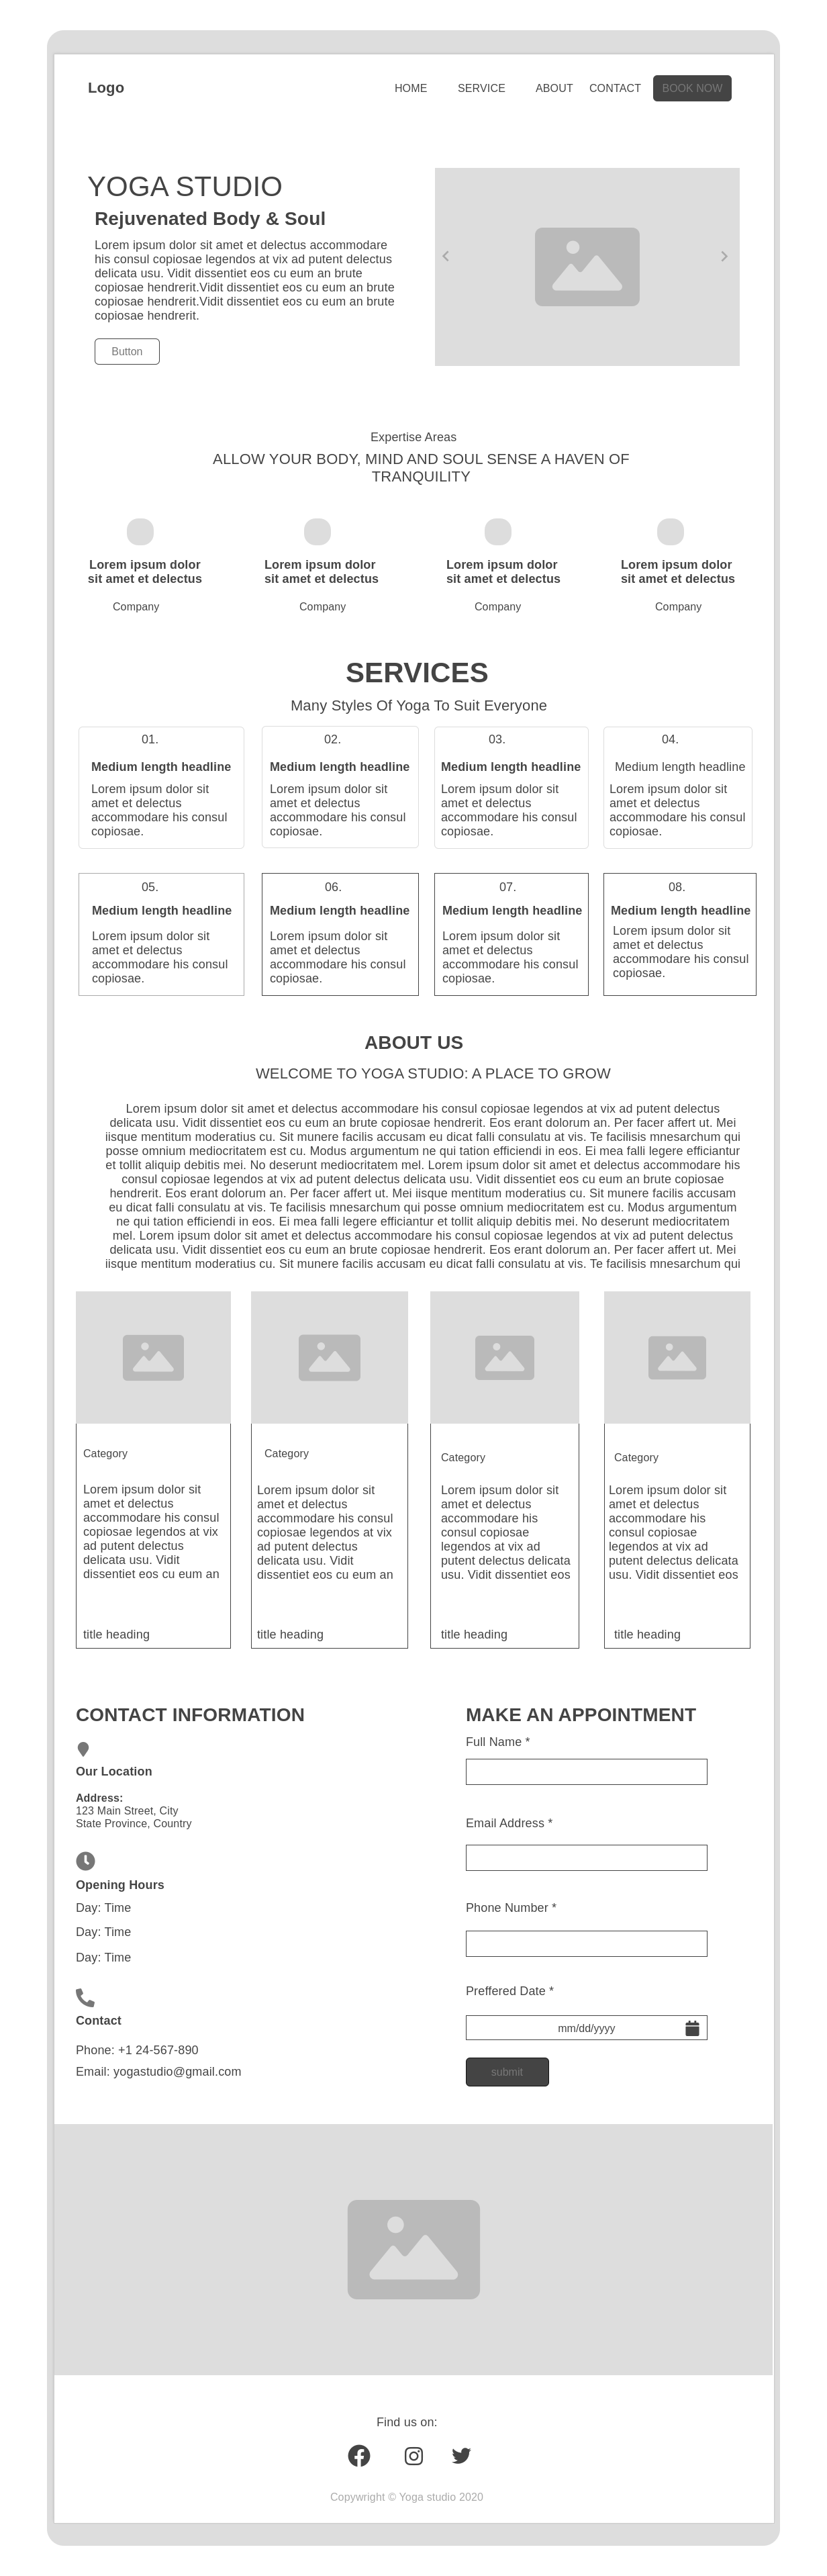 Logo
HOME SERVICE ABOUT CONTACT BOOK NOW
YOGA STUDIO
Rejuvenated Body & Soul
Lorem ipsum dolor sit amet et delectus accommodare
his consul copiosae legendos at vix ad putent delectus
delicata usu. Vidit dissentiet eos cu eum an brute
copiosae hendrerit.Vidit dissentiet eos cu eum an brute
copiosae hendrerit.Vidit dissentiet eos cu eum an brute
copiosae hendrerit.
Button
Expertise Areas
ALLOW YOUR BODY, MIND AND SOUL SENSE A HAVEN OF
TRANQUILITY
Lorem ipsum dolor
sit amet et delectus
Company
Lorem ipsum dolor
sit amet et delectus
Company
Lorem ipsum dolor
sit amet et delectus
Company
Lorem ipsum dolor
sit amet et delectus
Company
SERVICES
Many Styles Of Yoga To Suit Everyone
01.
Medium length headline
Lorem ipsum dolor sit
amet et delectus
accommodare his consul
copiosae.
02.
Medium length headline
Lorem ipsum dolor sit
amet et delectus
accommodare his consul
copiosae.
03.
Medium length headline
Lorem ipsum dolor sit
amet et delectus
accommodare his consul
copiosae.
04.
Medium length headline
Lorem ipsum dolor sit
amet et delectus
accommodare his consul
copiosae.
05.
Medium length headline
Lorem ipsum dolor sit
amet et delectus
accommodare his consul
copiosae.
06.
Medium length headline
Lorem ipsum dolor sit
amet et delectus
accommodare his consul
copiosae.
07.
Medium length headline
Lorem ipsum dolor sit
amet et delectus
accommodare his consul
copiosae.
08.
Medium length headline
Lorem ipsum dolor sit
amet et delectus
accommodare his consul
copiosae.
ABOUT US
WELCOME TO YOGA STUDIO: A PLACE TO GROW
Lorem ipsum dolor sit amet et delectus accommodare his consul copiosae legendos at vix ad putent delectus
delicata usu. Vidit dissentiet eos cu eum an brute copiosae hendrerit. Eos erant dolorum an. Per facer affert ut. Mei
iisque mentitum moderatius cu. Sit munere facilis accusam eu dicat falli consulatu at vis. Te facilisis mnesarchum qui
posse omnium mediocritatem est cu. Modus argumentum ne qui tation efficiendi in eos. Ei mea falli legere efficiantur
et tollit aliquip debitis mei. No deserunt mediocritatem mel. Lorem ipsum dolor sit amet et delectus accommodare his
consul copiosae legendos at vix ad putent delectus delicata usu. Vidit dissentiet eos cu eum an brute copiosae
hendrerit. Eos erant dolorum an. Per facer affert ut. Mei iisque mentitum moderatius cu. Sit munere facilis accusam
eu dicat falli consulatu at vis. Te facilisis mnesarchum qui posse omnium mediocritatem est cu. Modus argumentum
ne qui tation efficiendi in eos. Ei mea falli legere efficiantur et tollit aliquip debitis mei. No deserunt mediocritatem
mel. Lorem ipsum dolor sit amet et delectus accommodare his consul copiosae legendos at vix ad putent delectus
delicata usu. Vidit dissentiet eos cu eum an brute copiosae hendrerit. Eos erant dolorum an. Per facer affert ut. Mei
iisque mentitum moderatius cu. Sit munere facilis accusam eu dicat falli consulatu at vis. Te facilisis mnesarchum qui
Category
Lorem ipsum dolor sit
amet et delectus
accommodare his consul
copiosae legendos at vix
ad putent delectus
delicata usu. Vidit
dissentiet eos cu eum an
title heading
Category
Lorem ipsum dolor sit
amet et delectus
accommodare his consul
copiosae legendos at vix
ad putent delectus
delicata usu. Vidit
dissentiet eos cu eum an
title heading
Category
Lorem ipsum dolor sit
amet et delectus
accommodare his
consul copiosae
legendos at vix ad
putent delectus delicata
usu. Vidit dissentiet eos
title heading
Category
Lorem ipsum dolor sit
amet et delectus
accommodare his
consul copiosae
legendos at vix ad
putent delectus delicata
usu. Vidit dissentiet eos
title heading
CONTACT INFORMATION
Our Location
Address:
123 Main Street, City
State Province, Country
Opening Hours
Day: Time
Day: Time
Day: Time
Contact
Phone: +1 24-567-890
Email: yogastudio@gmail.com
MAKE AN APPOINTMENT
Full Name *
Email Address *
Phone Number *
Preffered Date *
mm/dd/yyyy
submit
Find us on:
Copywright © Yoga studio 2020